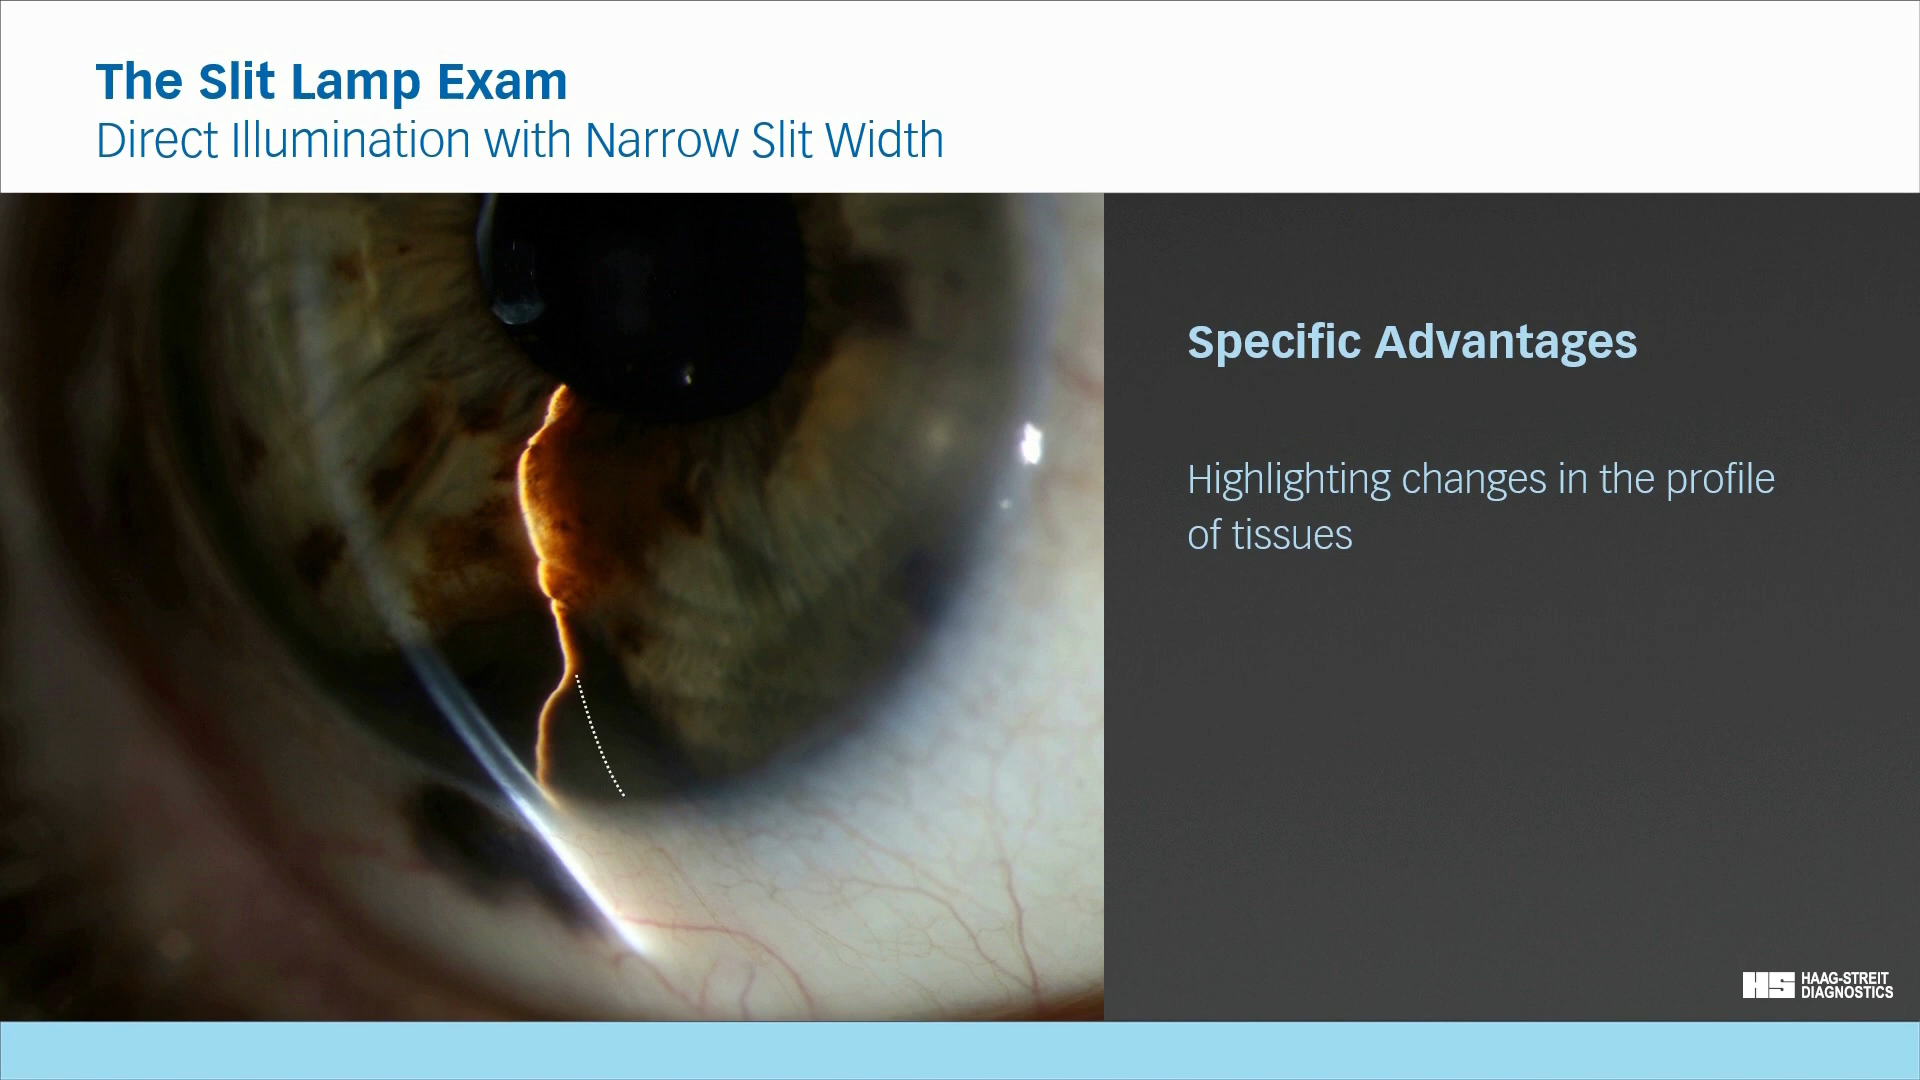 The Slit Lamp Exam
Direct Illumination with Narrow Slit Width
Specific Advantages
Highlighting changes in the profile
of tissues
HS HAAG-STREIT
DIAGNOSTICS